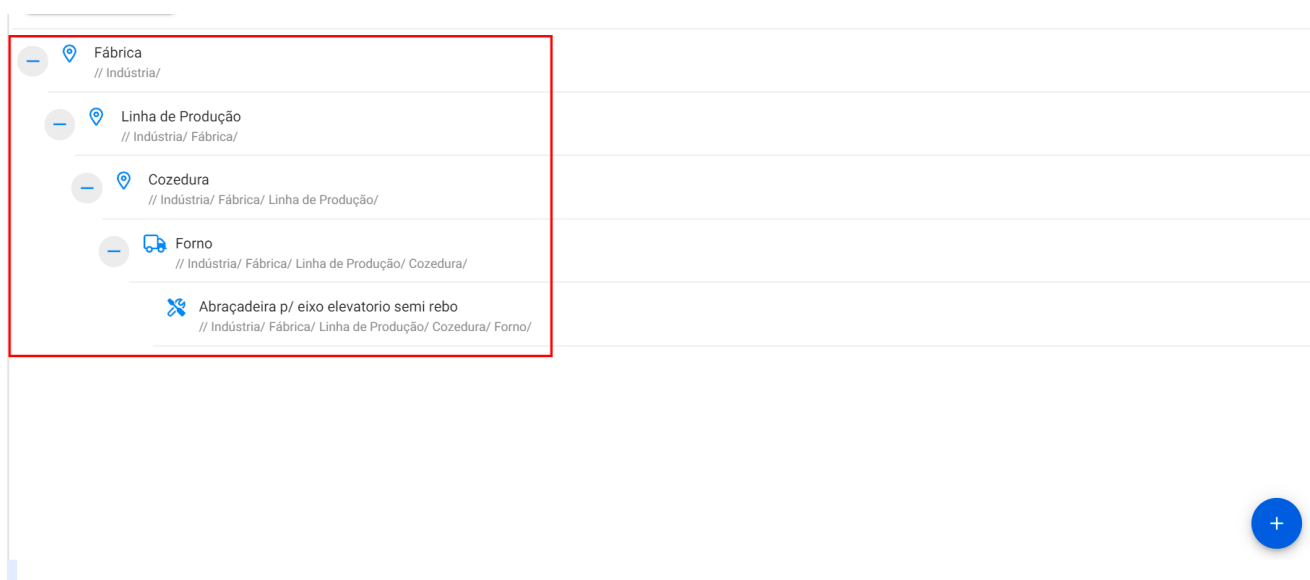 Fábrica
// Indústria/
Linha de Produção
// Indústria/ Fábrica/
Cozedura
// Indústria/ Fábrica/ Linha de Produção/
Forno
// Indústria/ Fábrica/ Linha de Produção/ Cozedura/
Abraçadeira p/ eixo elevatorio semi rebo
// Indústria/ Fábrica/ Linha de Produção/ Cozedura/ Forno/